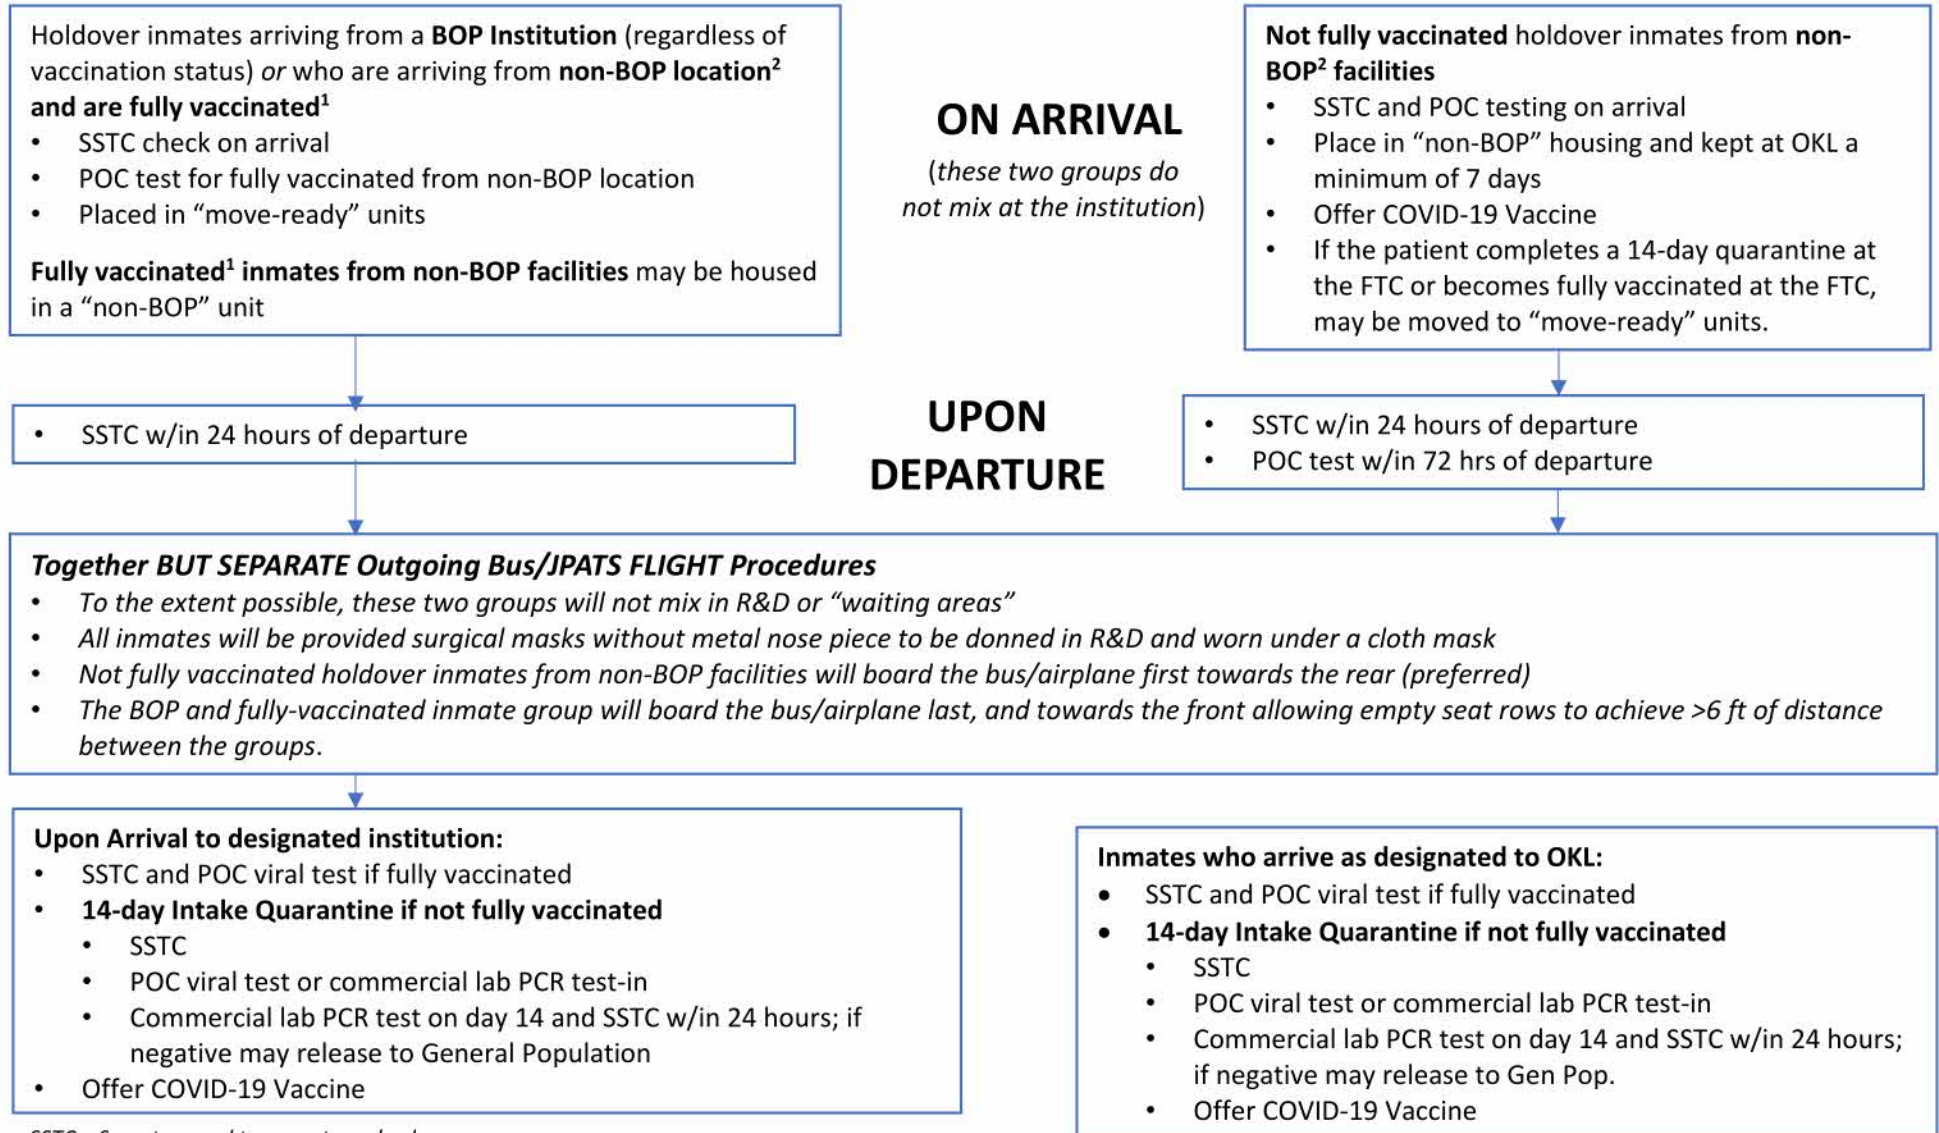 Holdover inmates arriving from a BOP Institution (regardless of
vaccination status) or who are arriving from non-BOP location²
and are fully vaccinated¹
• SSTC check on arrival
• POC test for fully vaccinated from non-BOP location
• Placed in “move-ready” units
Fully vaccinated¹ inmates from non-BOP facilities may be housed
in a “non-BOP” unit
ON ARRIVAL
(these two groups do
not mix at the institution)
Not fully vaccinated holdover inmates from non-
BOP² facilities
• SSTC and POC testing on arrival
• Place in “non-BOP” housing and kept at OKL a
minimum of 7 days
• Offer COVID-19 Vaccine
• If the patient completes a 14-day quarantine at
the FTC or becomes fully vaccinated at the FTC,
may be moved to “move-ready” units.
• SSTC w/in 24 hours of departure
UPON
DEPARTURE
• SSTC w/in 24 hours of departure
• POC test w/in 72 hrs of departure
Together BUT SEPARATE Outgoing Bus/JPATS FLIGHT Procedures
• To the extent possible, these two groups will not mix in R&D or “waiting areas”
• All inmates will be provided surgical masks without metal nose piece to be donned in R&D and worn under a cloth mask
• Not fully vaccinated holdover inmates from non-BOP facilities will board the bus/airplane first towards the rear (preferred)
• The BOP and fully-vaccinated inmate group will board the bus/airplane last, and towards the front allowing empty seat rows to achieve >6 ft of distance
between the groups.
Upon Arrival to designated institution:
• SSTC and POC viral test if fully vaccinated
• 14-day Intake Quarantine if not fully vaccinated
• SSTC
• POC viral test or commercial lab PCR test-in
• Commercial lab PCR test on day 14 and SSTC w/in 24 hours; if
negative may release to General Population
• Offer COVID-19 Vaccine
Inmates who arrive as designated to OKL:
• SSTC and POC viral test if fully vaccinated
• 14-day Intake Quarantine if not fully vaccinated
• SSTC
• POC viral test or commercial lab PCR test-in
• Commercial lab PCR test on day 14 and SSTC w/in 24 hours;
if negative may release to Gen Pop.
• Offer COVID-19 Vaccine